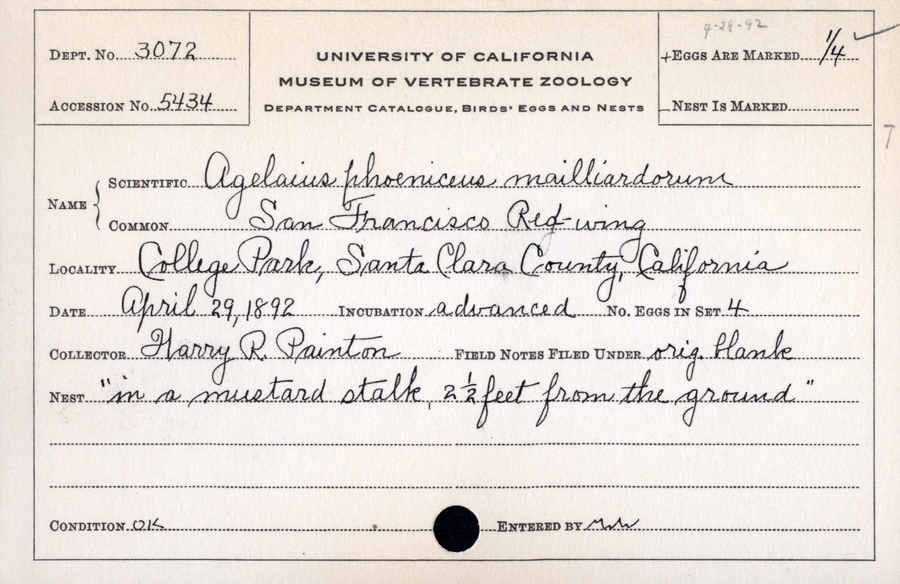 4-29-92
DEPT. No. 3072
UNIVERSITY OF CALIFORNIA
+EGGS ARE MARKED 1/4 ✓
MUSEUM OF VERTEBRATE ZOOLOGY
ACCESSION No. 5434
DEPARTMENT CATALOGUE, BIRDS' EGGS AND NESTS
NEST IS MARKED
T
NAME
SCIENTIFIC Agelaius phoeniceus mailliardorum
COMMON San Francisco Red-wing
LOCALITY College Park, Santa Clara County, California
DATE April 29, 1892 INCUBATION advanced No. EGGS IN SET 4
COLLECTOR Harry R. Painton FIELD NOTES FILED UNDER orig. blank
NEST "in a mustard stalk, 2½ feet from the ground"
CONDITION OK ENTERED BY